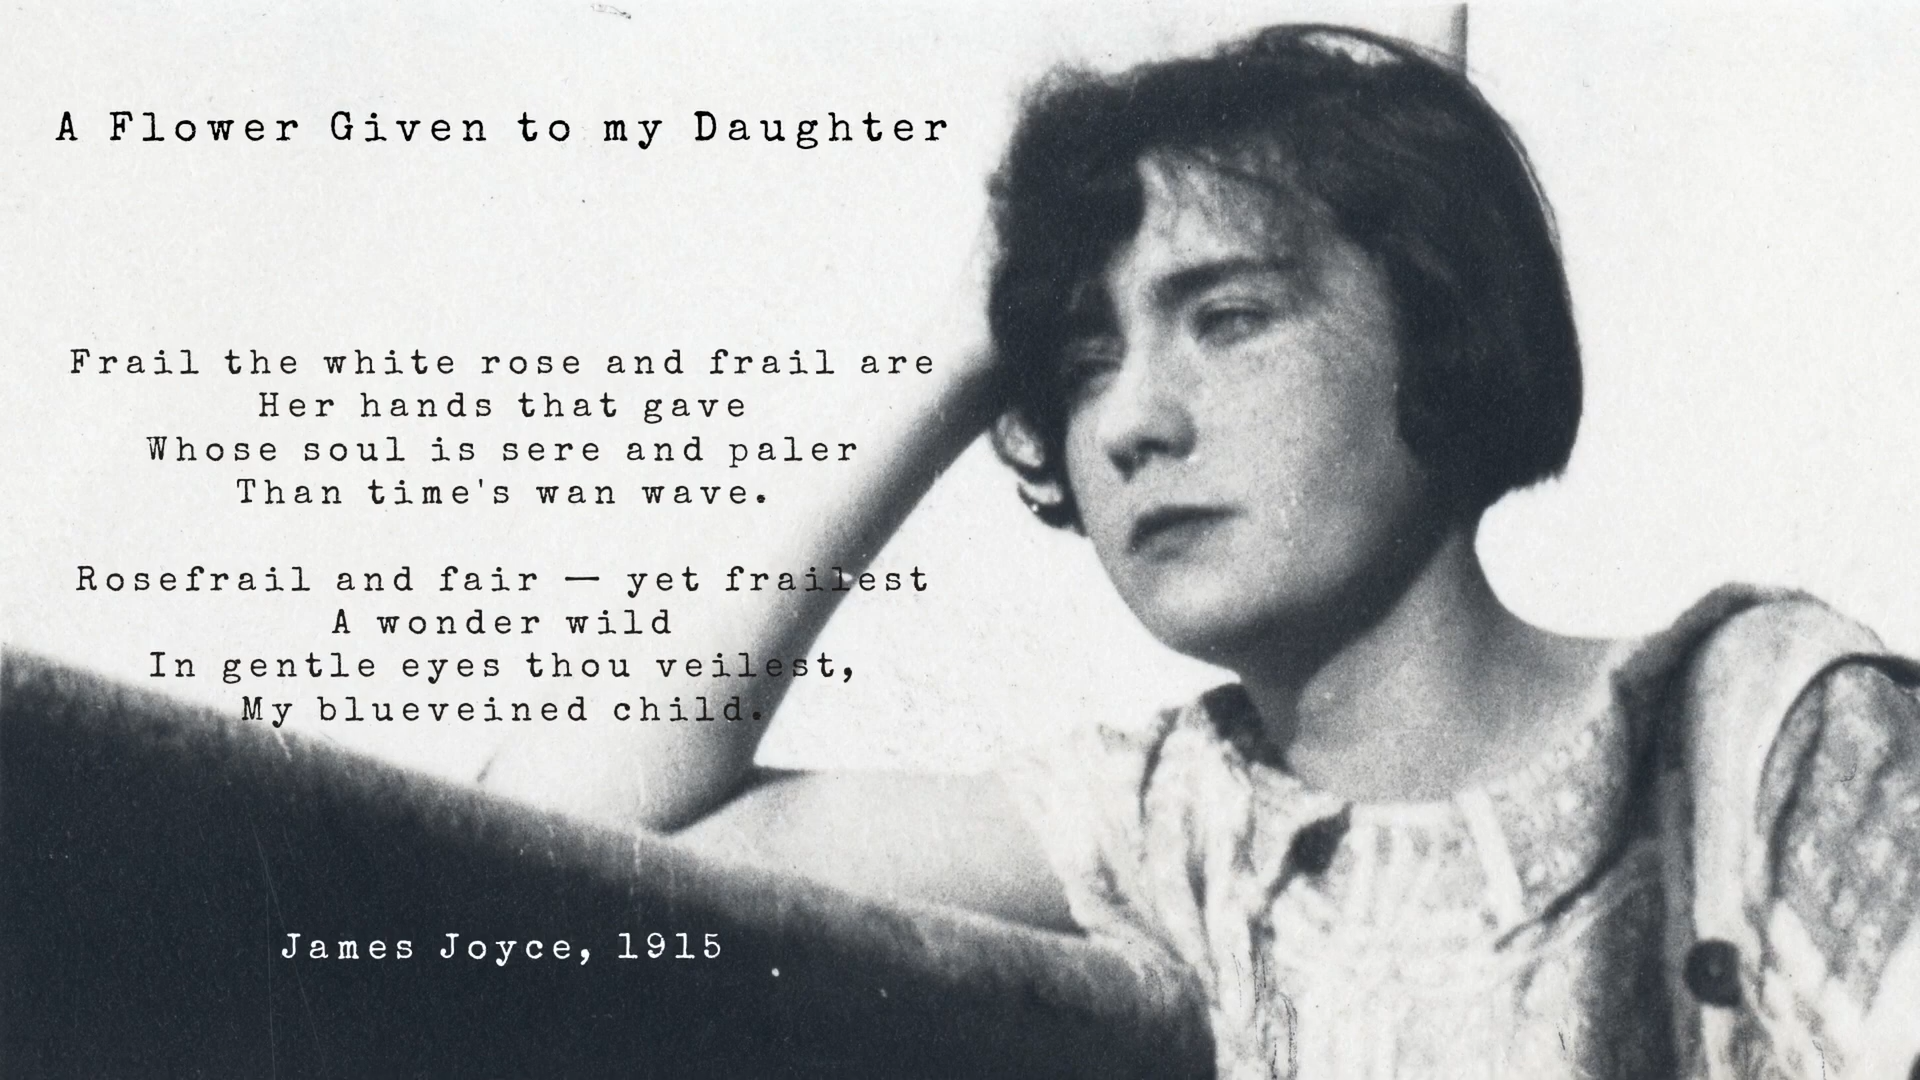 A Flower Given to my Daughter
Frail the white rose and frail are
Her hands that gave
Whose soul is sere and paler
Than time's wan wave.
Rosefrail and fair — yet frailest
A wonder wild
In gentle eyes thou veilest,
My blueveined child.
James Joyce, 1915